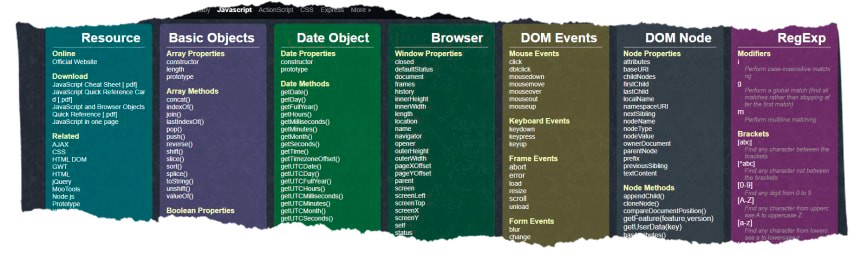 Javascript ActionScript CSS Express More »
Resource
Online
Official Website
Download
JavaScript Cheat Sheet [.pdf]
JavaScript Quick Reference Car
d [.pdf]
JavaScript and Browser Objects
Quick Reference [.pdf]
JavaScript in one page
Related
AJAX
CSS
HTML DOM
GWT
HTML
jQuery
MooTools
Node.js
Prototype
Basic Objects
Array Properties
constructor
length
prototype
Array Methods
concat()
indexOf()
join()
lastIndexOf()
pop()
push()
reverse()
shift()
slice()
sort()
splice()
toString()
unshift()
valueOf()
Boolean Properties
Date Object
Date Properties
constructor
prototype
Date Methods
getDate()
getDay()
getFullYear()
getHours()
getMilliseconds()
getMinutes()
getMonth()
getSeconds()
getTime()
getTimezoneOffset()
getUTCDate()
getUTCDay()
getUTCFullYear()
getUTCHours()
getUTCMilliseconds()
getUTCMinutes()
getUTCMonth()
getUTCSeconds()
Browser
Window Properties
closed
defaultStatus
document
frames
history
innerHeight
innerWidth
length
location
name
navigator
opener
outerHeight
outerWidth
pageXOffset
pageYOffset
parent
screen
screenLeft
screenTop
screenX
screenY
self
status
DOM Events
Mouse Events
click
dblclick
mousedown
mousemove
mouseover
mouseout
mouseup
Keyboard Events
keydown
keypress
keyup
Frame Events
abort
error
load
resize
scroll
unload
Form Events
blur
change
DOM Node
Node Properties
attributes
baseURI
childNodes
firstChild
lastChild
localName
namespaceURI
nextSibling
nodeName
nodeType
nodeValue
ownerDocument
parentNode
prefix
previousSibling
textContent
Node Methods
appendChild()
cloneNode()
compareDocumentPosition()
getFeature(feature,version)
getUserData(key)
hasAttributes()
RegExp
Modifiers
i
Perform case-insensitive matchi
ng
g
Perform a global match (find all
matches rather than stopping af
ter the first match)
m
Perform multiline matching
Brackets
[abc]
Find any character between the
brackets
[^abc]
Find any character not between
the brackets
[0-9]
Find any digit from 0 to 9
[A-Z]
Find any character from upperc
ase A to uppercase Z
[a-z]
Find any character from lowerc
ase a to lowercase z